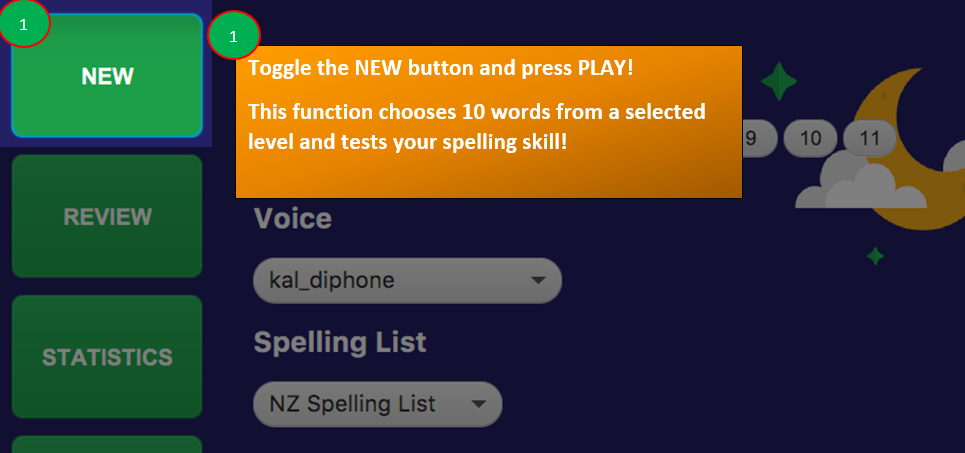 1
1
NEW
Toggle the NEW button and press PLAY!
This function chooses 10 words from a selected
level and tests your spelling skill!
9 10 11
REVIEW
Voice
kal_diphone
STATISTICS
Spelling List
NZ Spelling List